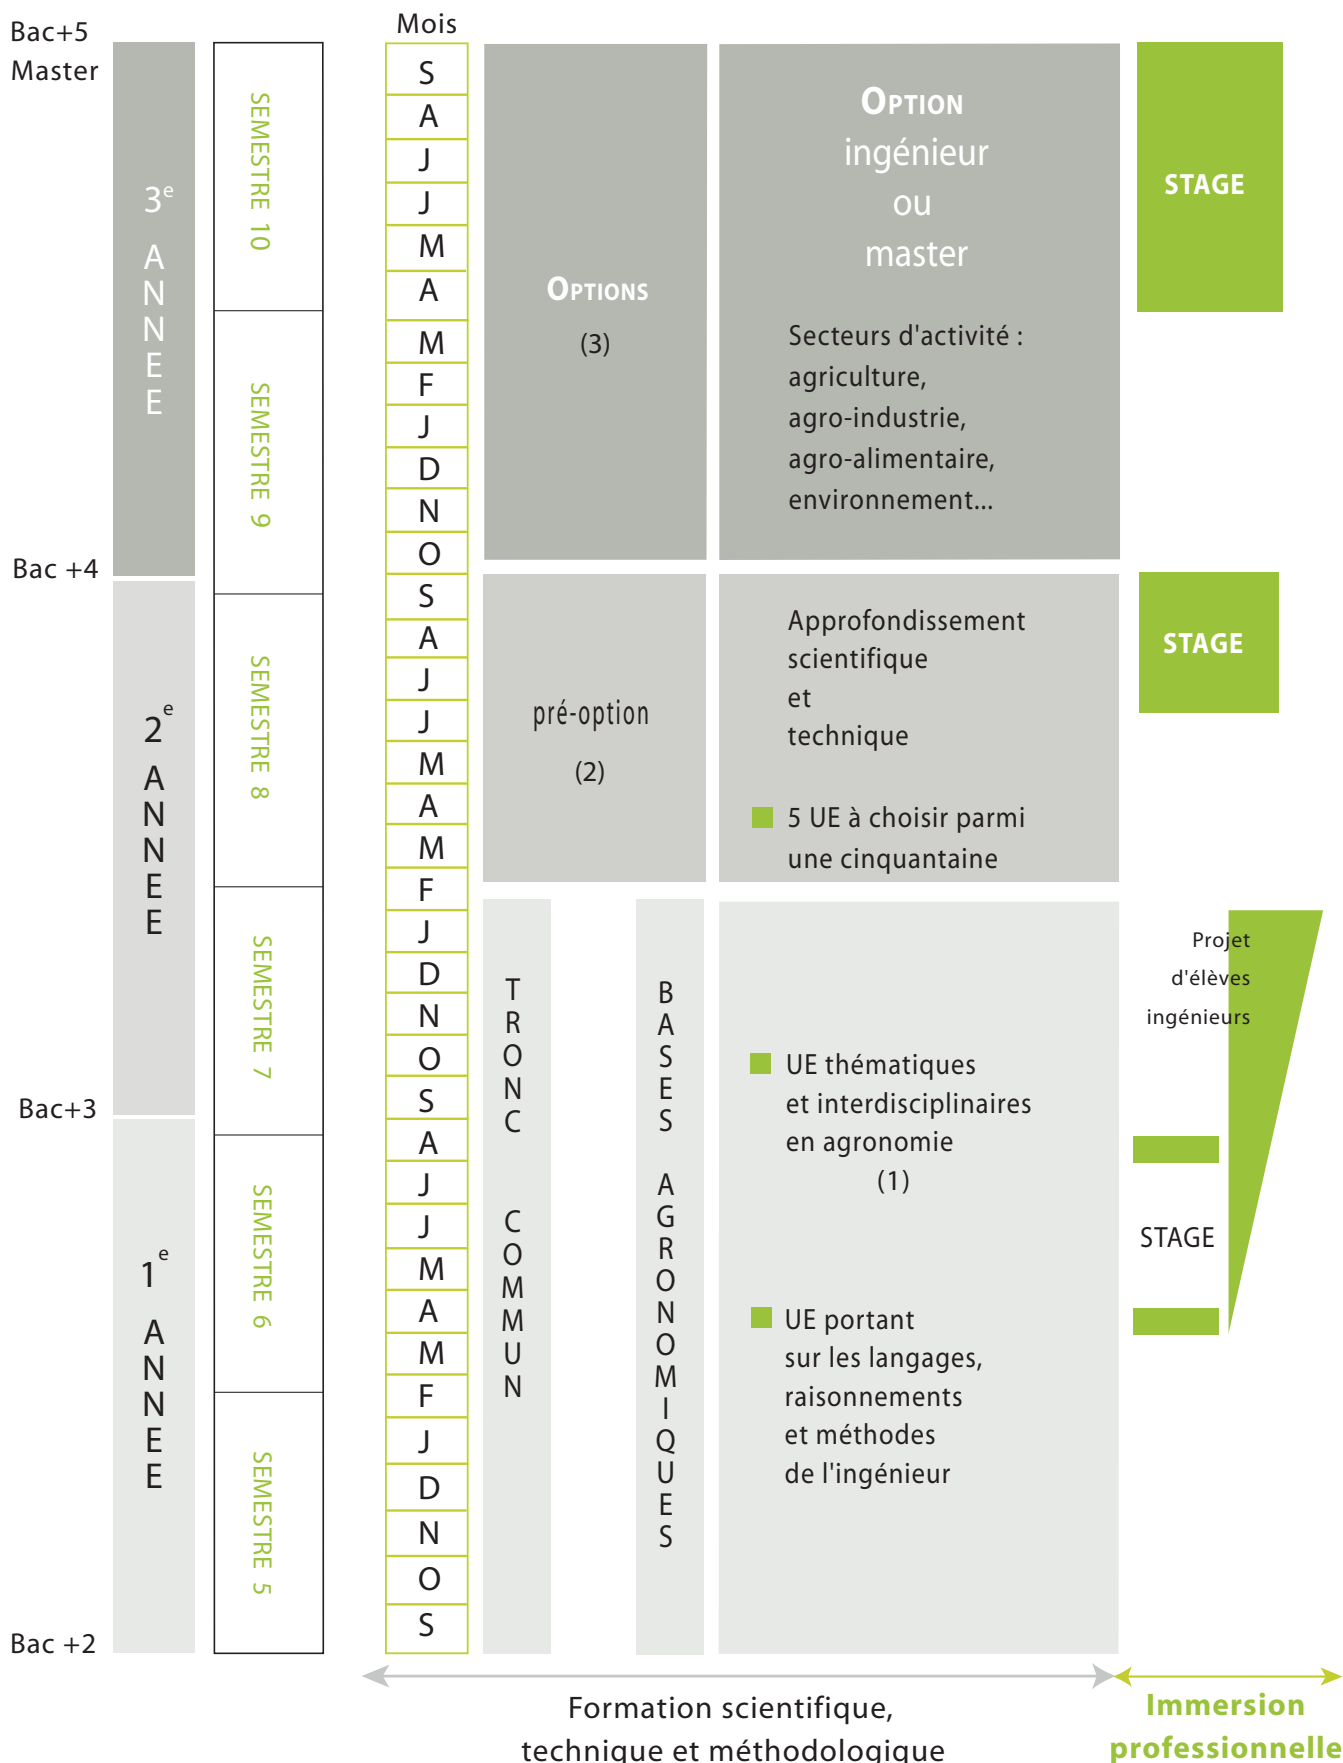 Bac+5
Master
Bac +4
Bac+3
Bac +2
3e
ANNEE
2e
ANNEE
1e
ANNEE
SEMESTRE 10
SEMESTRE 9
SEMESTRE 8
SEMESTRE 7
SEMESTRE 6
SEMESTRE 5
Mois
S
A
J
J
M
A
M
F
J
D
N
O
S
A
J
J
M
A
M
F
J
D
N
O
S
A
J
J
M
A
M
F
J
D
N
O
S
OPTIONS
(3)
OPTION
ingénieur
ou
master
Secteurs d'activité :
agriculture,
agro-industrie,
agro-alimentaire,
environnement...
STAGE
pré-option
(2)
Approfondissement
scientifique
et
technique
5 UE à choisir parmi
une cinquantaine
STAGE
TRONC COMMUN
BASES AGRONOMIQUES
UE thématiques
et interdisciplinaires
en agronomie
(1)
UE portant
sur les langages,
raisonnements
et méthodes
de l'ingénieur
Projet
d'élèves
ingénieurs
STAGE
Formation scientifique,
technique et méthodologique
Immersion
professionnelle